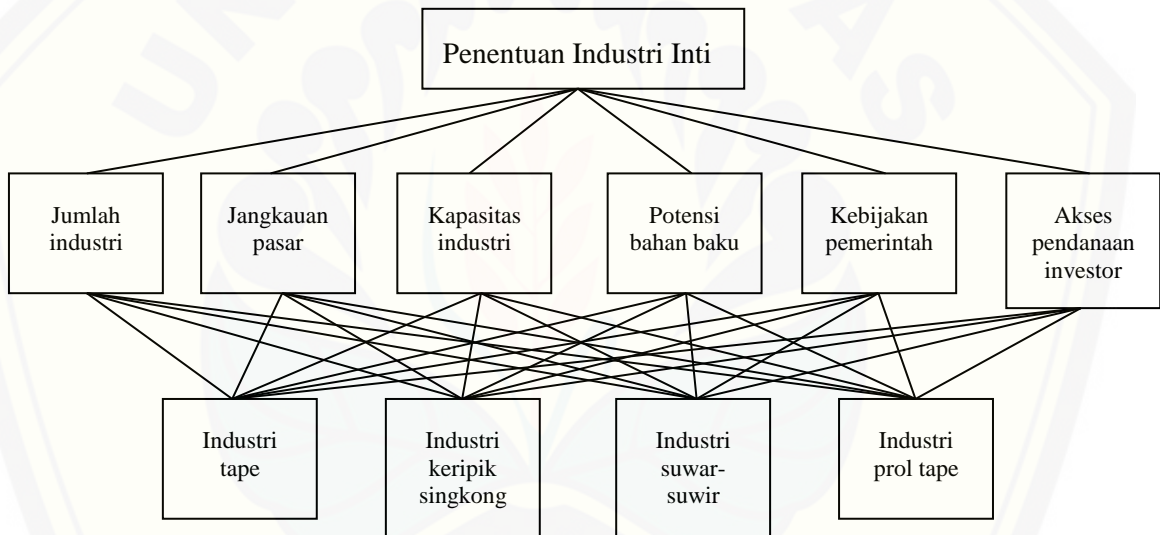 Penentuan Industri Inti
Jumlah
industri
Jangkauan
pasar
Kapasitas
industri
Potensi
bahan baku
Kebijakan
pemerintah
Akses
pendanaan
investor
Industri
tape
Industri
keripik
singkong
Industri
suwar-
suwir
Industri
prol tape